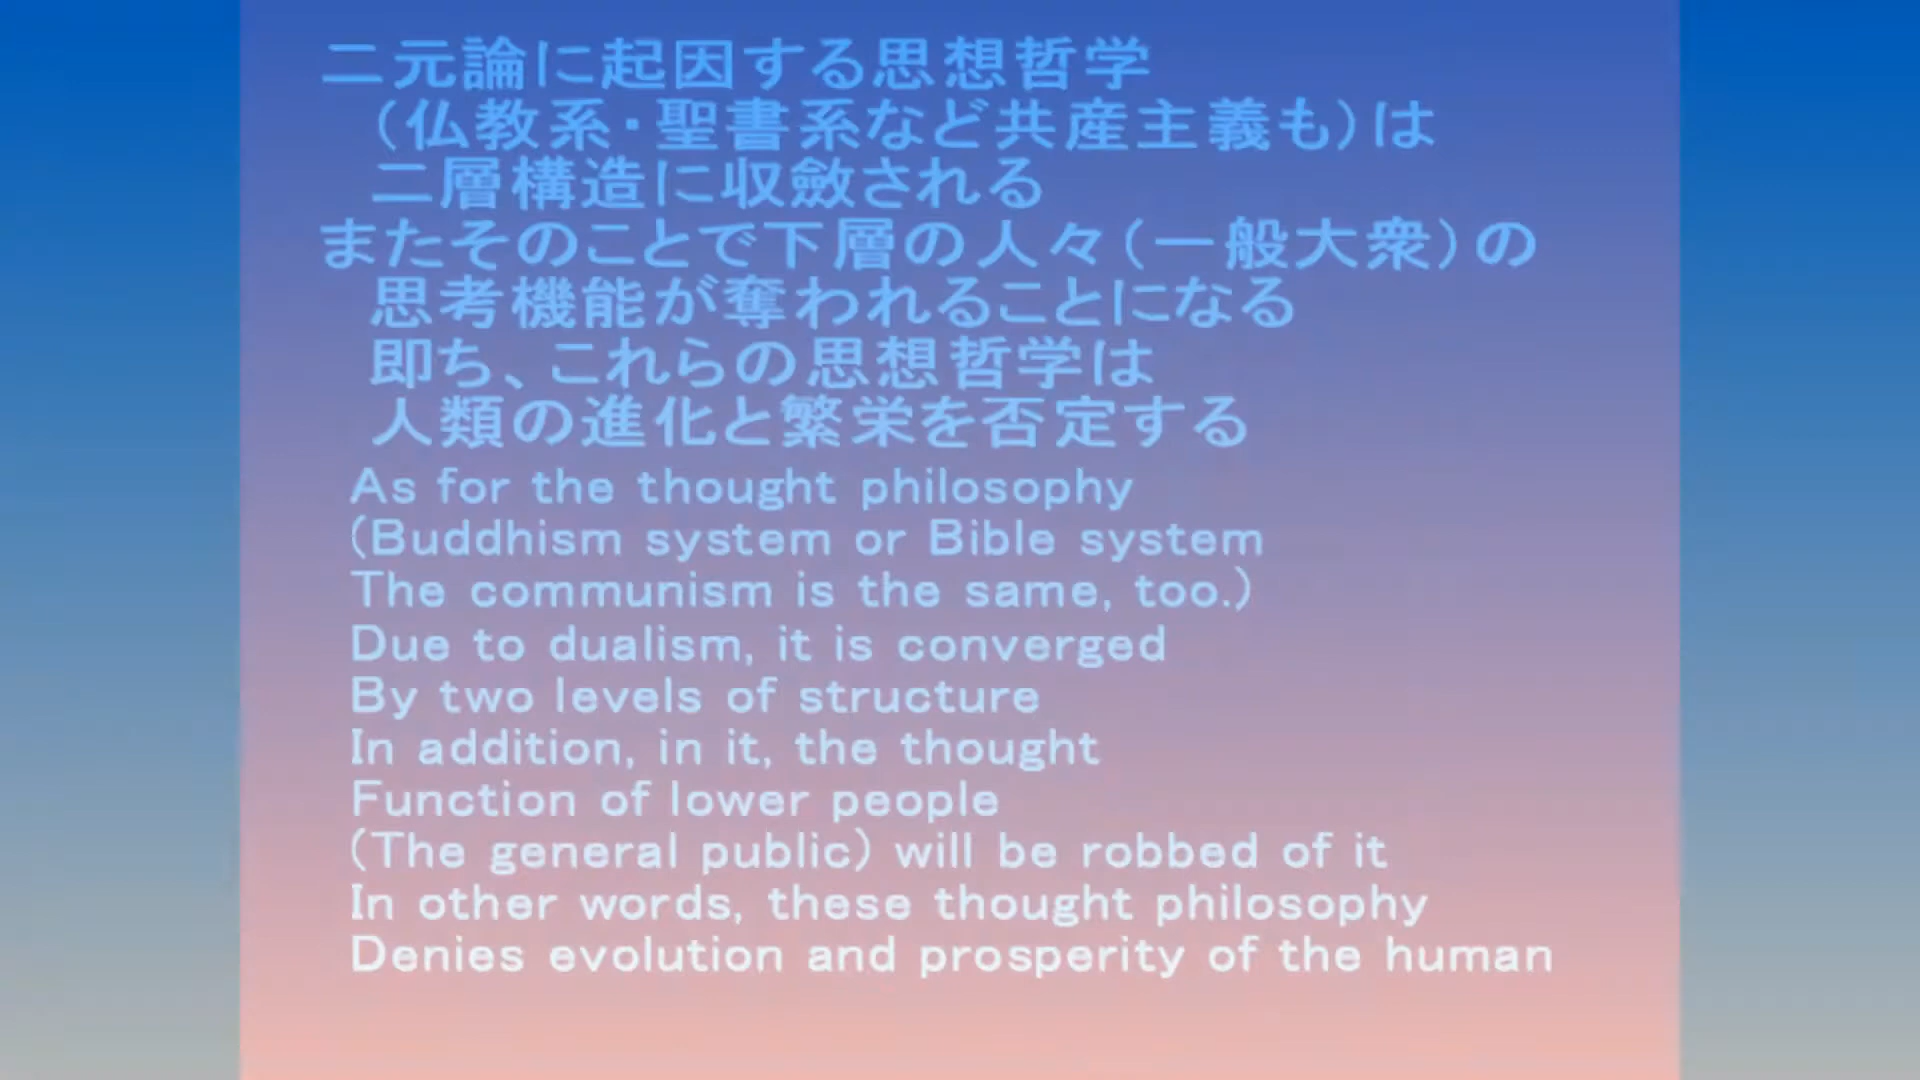 二元論に起因する思想哲学
（仏教系・聖書系など共産主義も）は
二層構造に収斂される
またそのことで下層の人々（一般大衆）の
思考機能が奪われることになる
即ち、これらの思想哲学は
人類の進化と繁栄を否定する
As for the thought philosophy
(Buddhism system or Bible system
The communism is the same, too.)
Due to dualism, it is converged
By two levels of structure
In addition, in it, the thought
Function of lower people
(The general public) will be robbed of it
In other words, these thought philosophy
Denies evolution and prosperity of the human